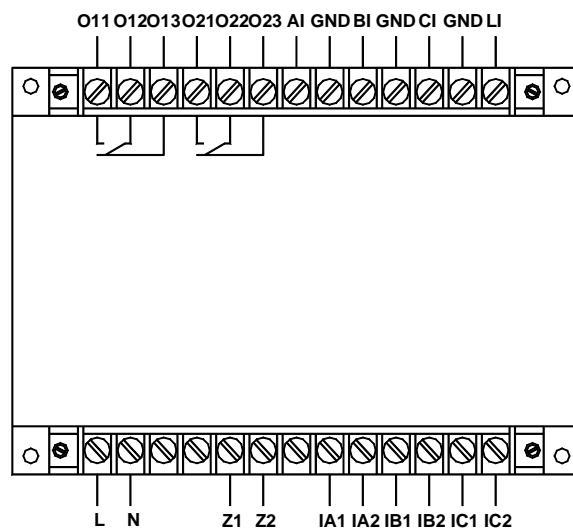 O11 O12 O13 O21 O22 O23 AI GND BI GND CI GND LI
L N Z1 Z2 IA1 IA2 IB1 IB2 IC1 IC2